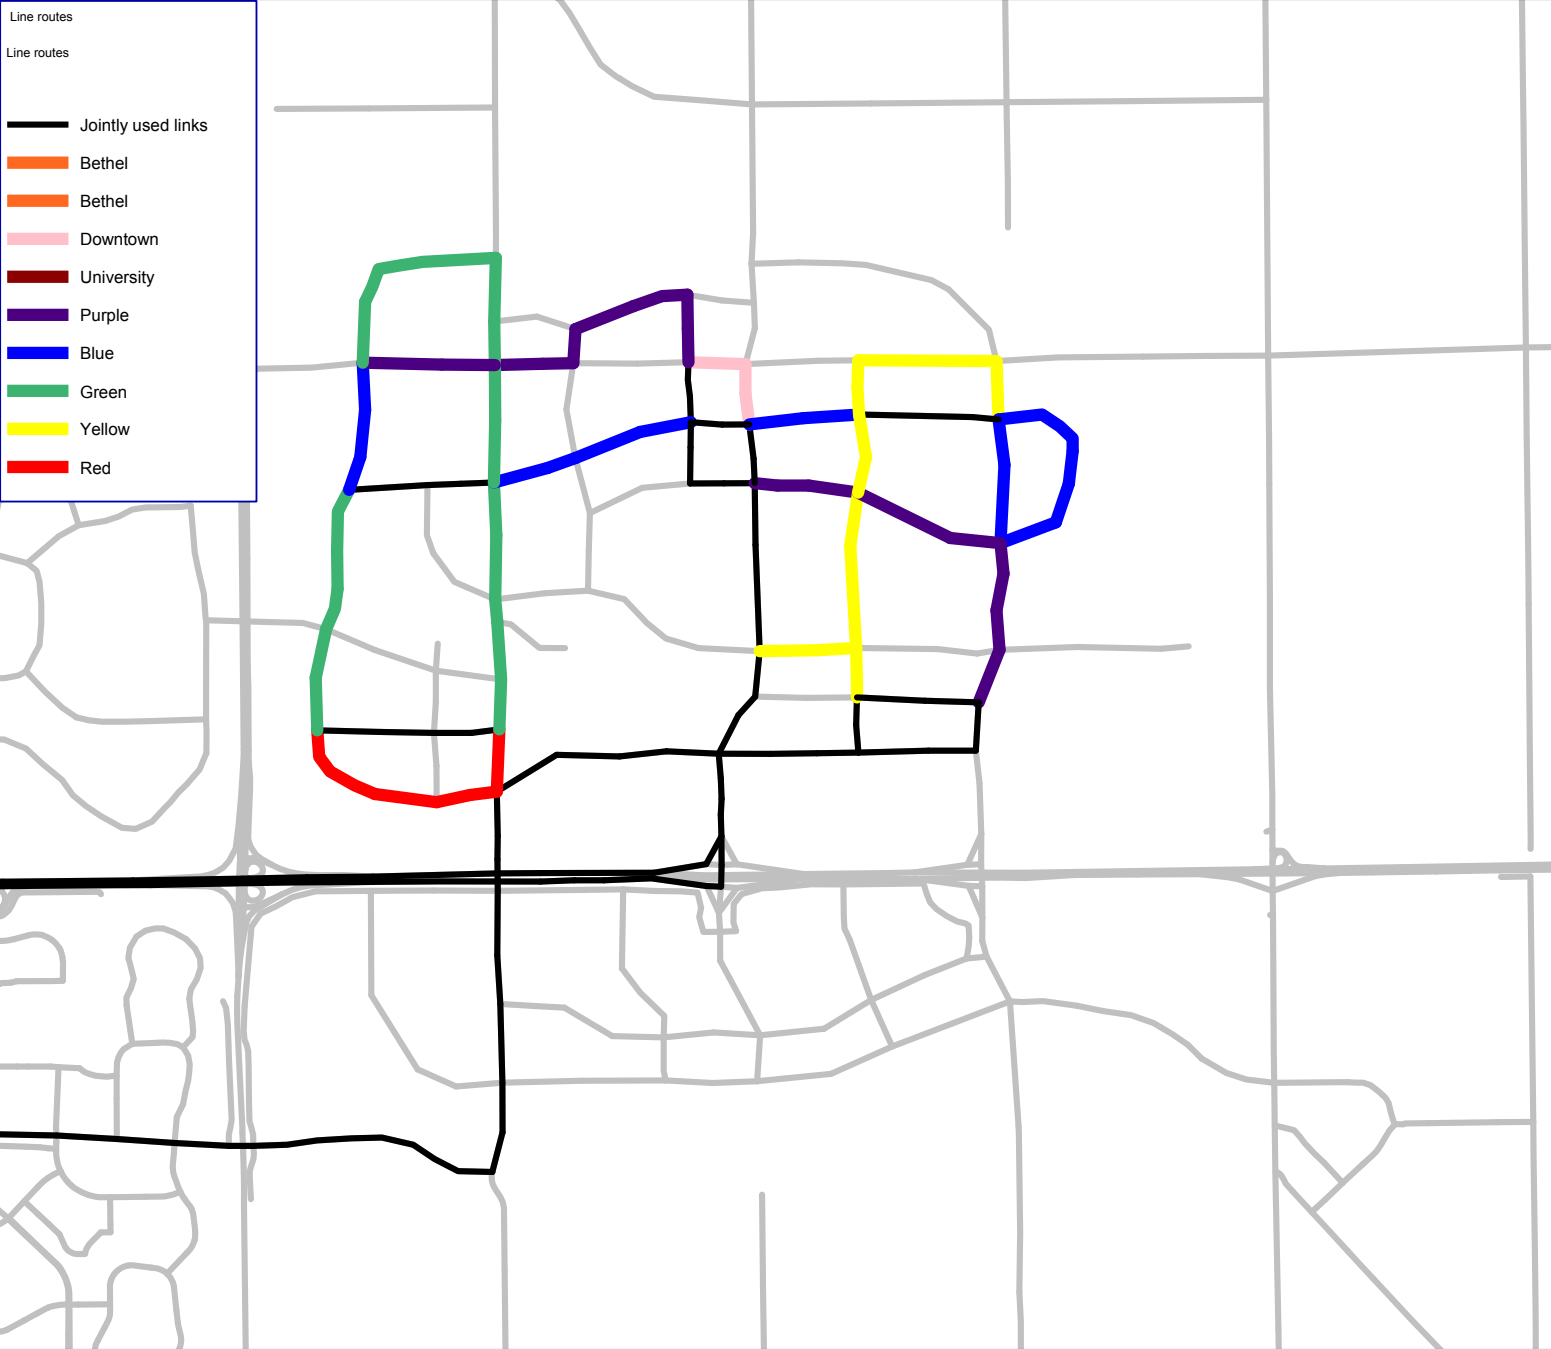 Line routes
Line routes
Jointly used links
Bethel
Bethel
Downtown
University
Purple
Blue
Green
Yellow
Red